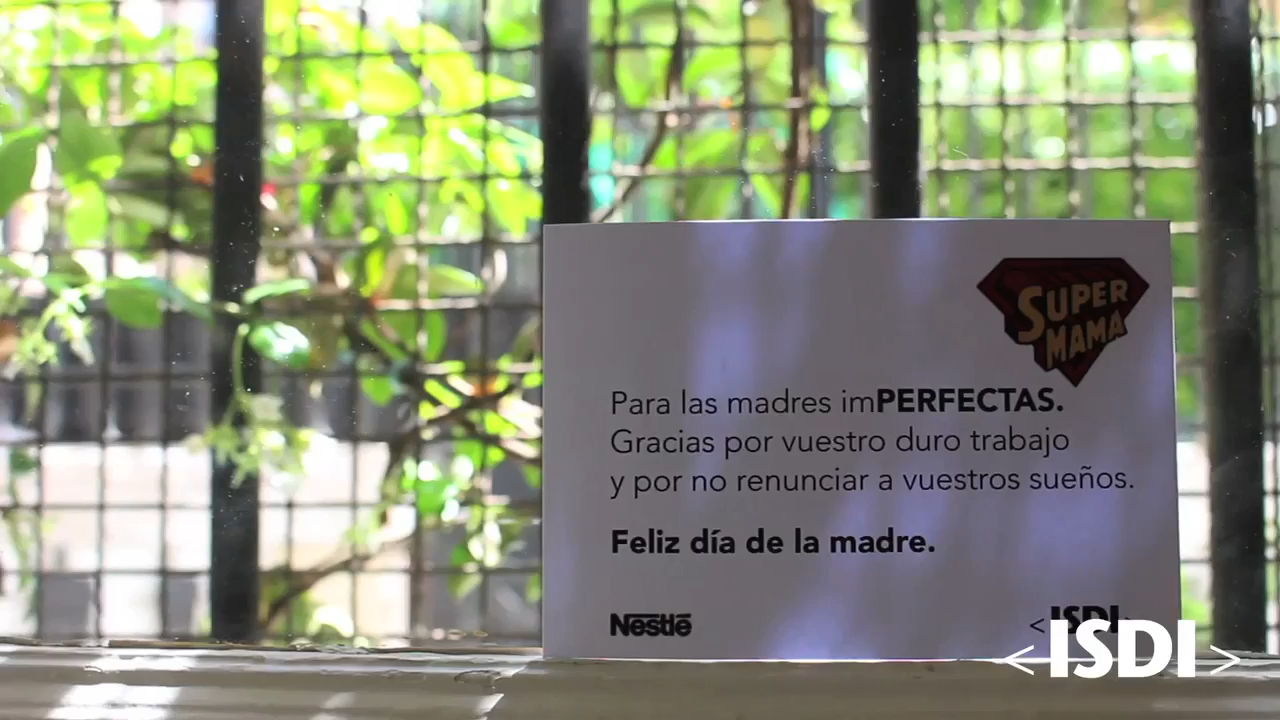 SUPER
MAMA
Para las madres imPERFECTAS.
Gracias por vuestro duro trabajo
y por no renunciar a vuestros sueños.
Feliz día de la madre.
Nestlé
<ISDI>
<ISDI>